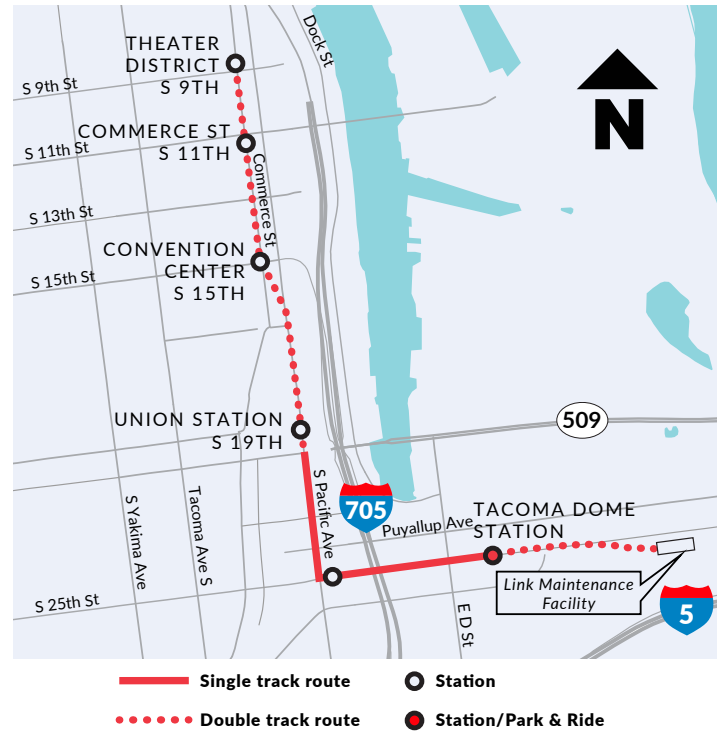 Dock St
THEATER
DISTRICT
S 9TH
S 9th St
N
COMMERCE ST
S 11TH
S 11th St
Commerce St
S 13th St
CONVENTION
CENTER
S 15TH
S 15th St
UNION STATION
S 19TH
509
S Pacific Ave
705
S Yakima Ave
Tacoma Ave S
Puyallup Ave
TACOMA DOME
STATION
Link Maintenance
Facility
S 25th St
E D St
5
Single track route
Station
Double track route
Station/Park & Ride